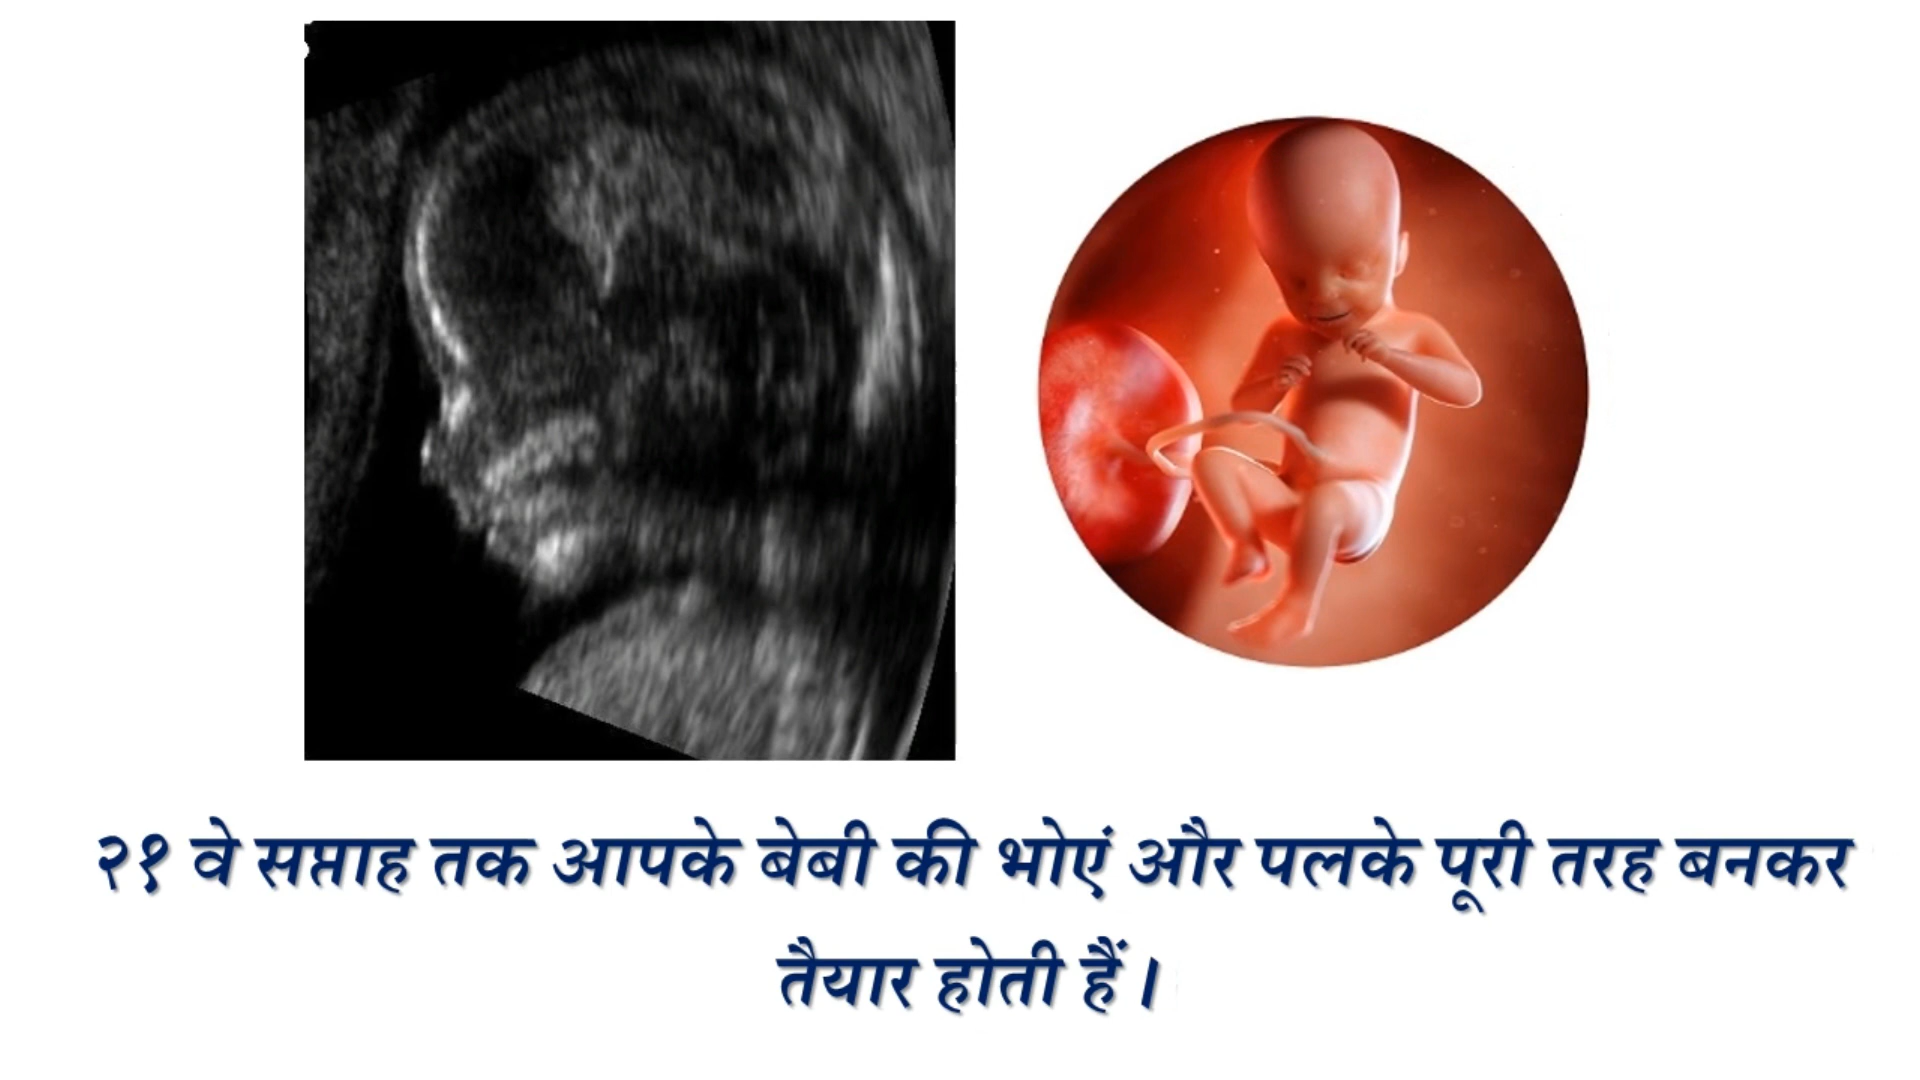 २१ वे सप्ताह तक आपके बेबी की भोएं और पलके पूरी तरह बनकर
तैयार होती हैं।